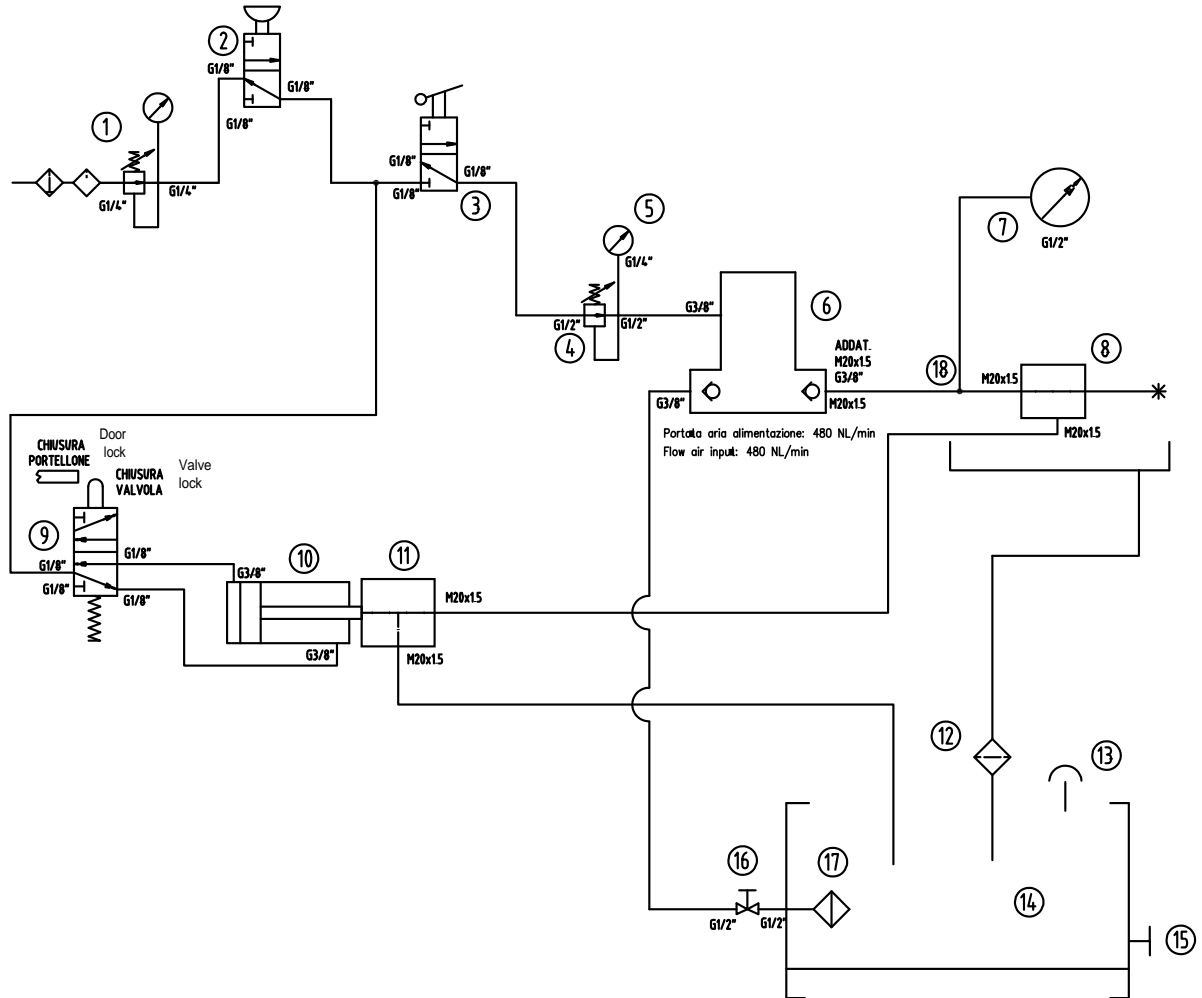 2
G1/8"
G1/8"
G1/8"
1
G1/4"
G1/4"
G1/8"
G1/8"
G1/8"
3
5
G1/4"
G1/2"
G1/2"
4
G3/8"
6
ADDAT.
M20x1.5
G3/8"
M20x1.5
G3/8"
Portata aria alimentazione: 480 NL/min
Flow air input: 480 NL/min
7
G1/2"
18
8
M20x1.5
M20x1.5
CHIUSURA
PORTELLONE
Door
lock
CHIUSURA
VALVOLA
Valve
lock
9
G1/8"
G1/8"
G1/8"
G1/8"
10
G3/8"
G3/8"
11
M20x1.5
M20x1.5
12
13
16
17
14
15
G1/2"
G1/2"